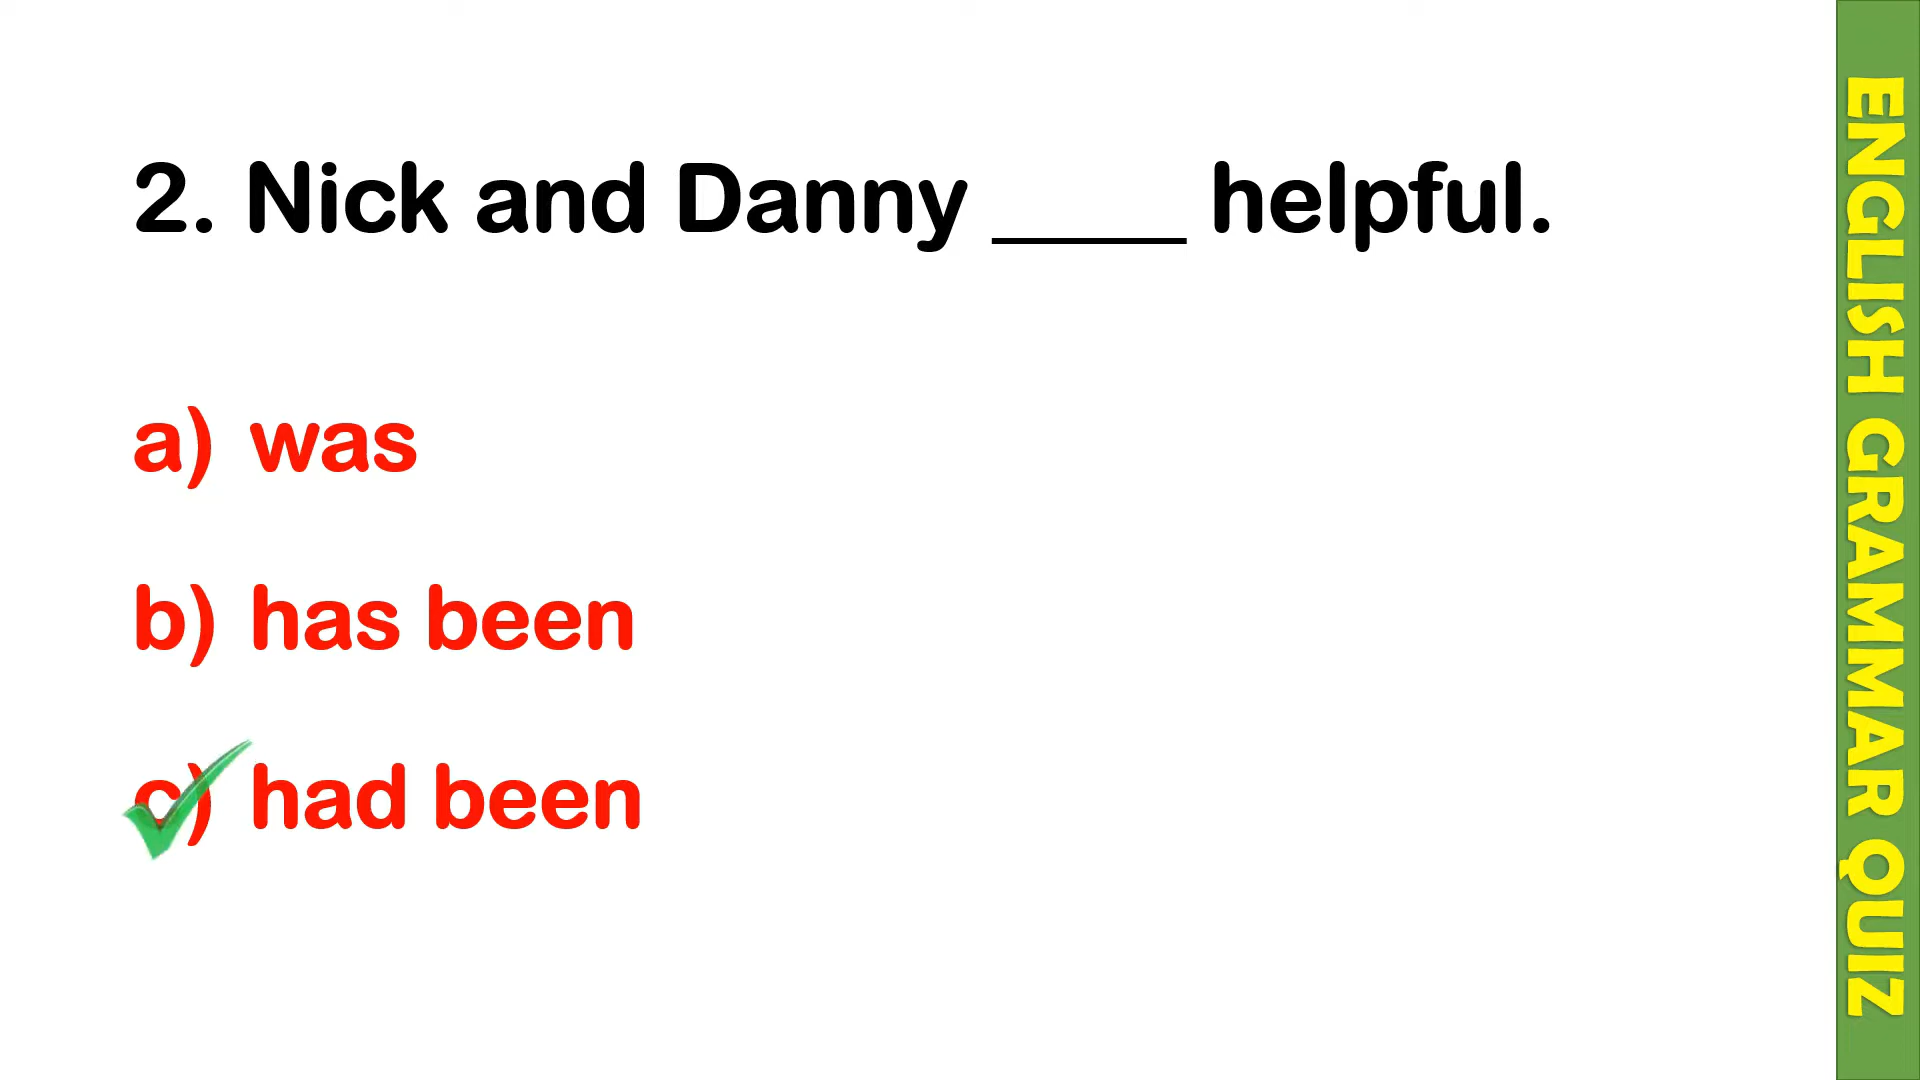 2. Nick and Danny ____ helpful.
a) was
b) has been
c) had been
ENGLISH GRAMMAR QUIZ